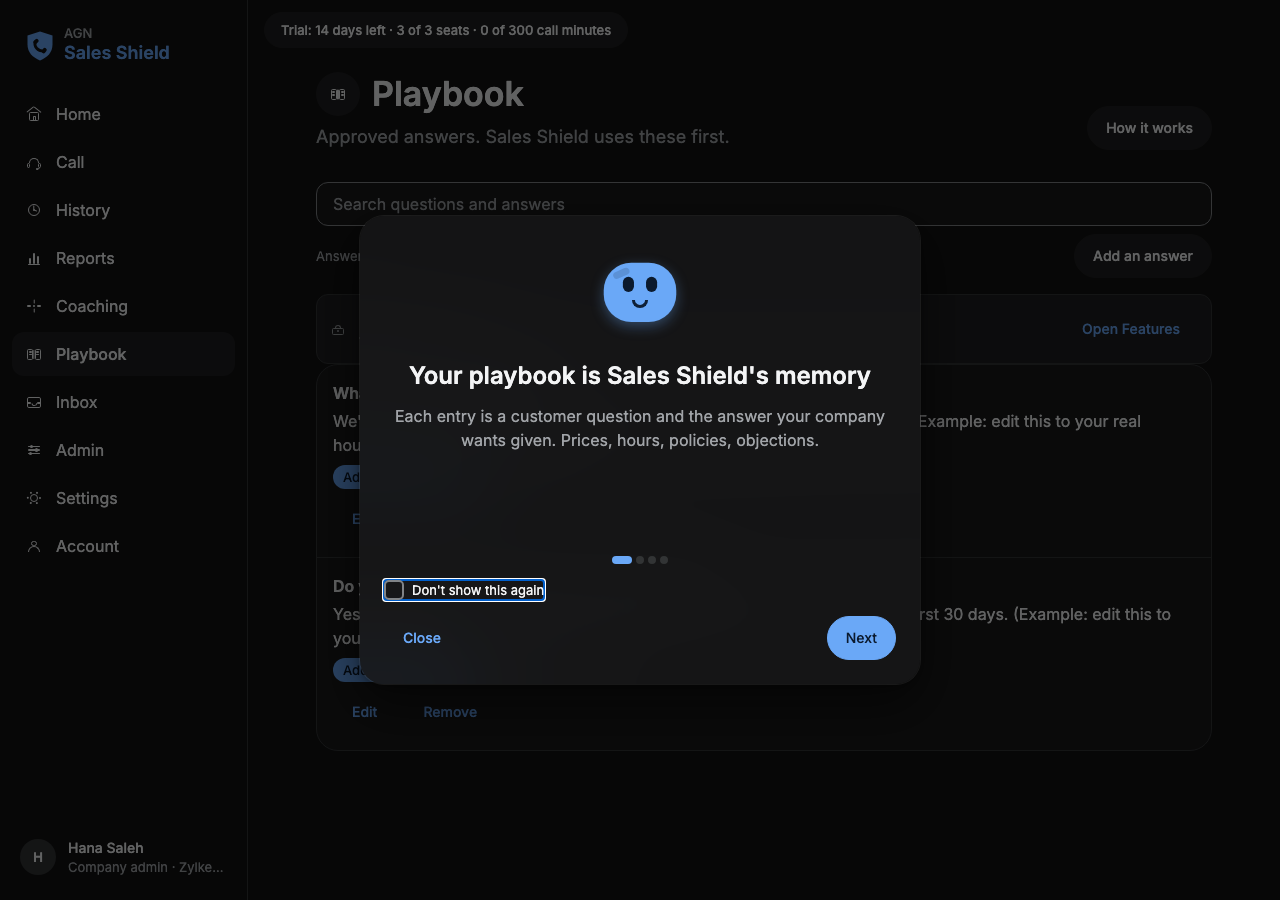 AGN
Sales Shield
Home
Call
History
Reports
Coaching
Playbook
Inbox
Admin
Settings
Account
H
Hana Saleh
Company admin · Zylke...
Trial: 14 days left · 3 of 3 seats · 0 of 300 call minutes
Playbook
Approved answers. Sales Shield uses these first.
How it works
Search questions and answers
Add an answer
Open Features
Example: edit this to your real
Do
Yes
30 days. (Example: edit this to
Edit
Remove
Your playbook is Sales Shield's memory
Each entry is a customer question and the answer your company
wants given. Prices, hours, policies, objections.
Don't show this again
Close
Next